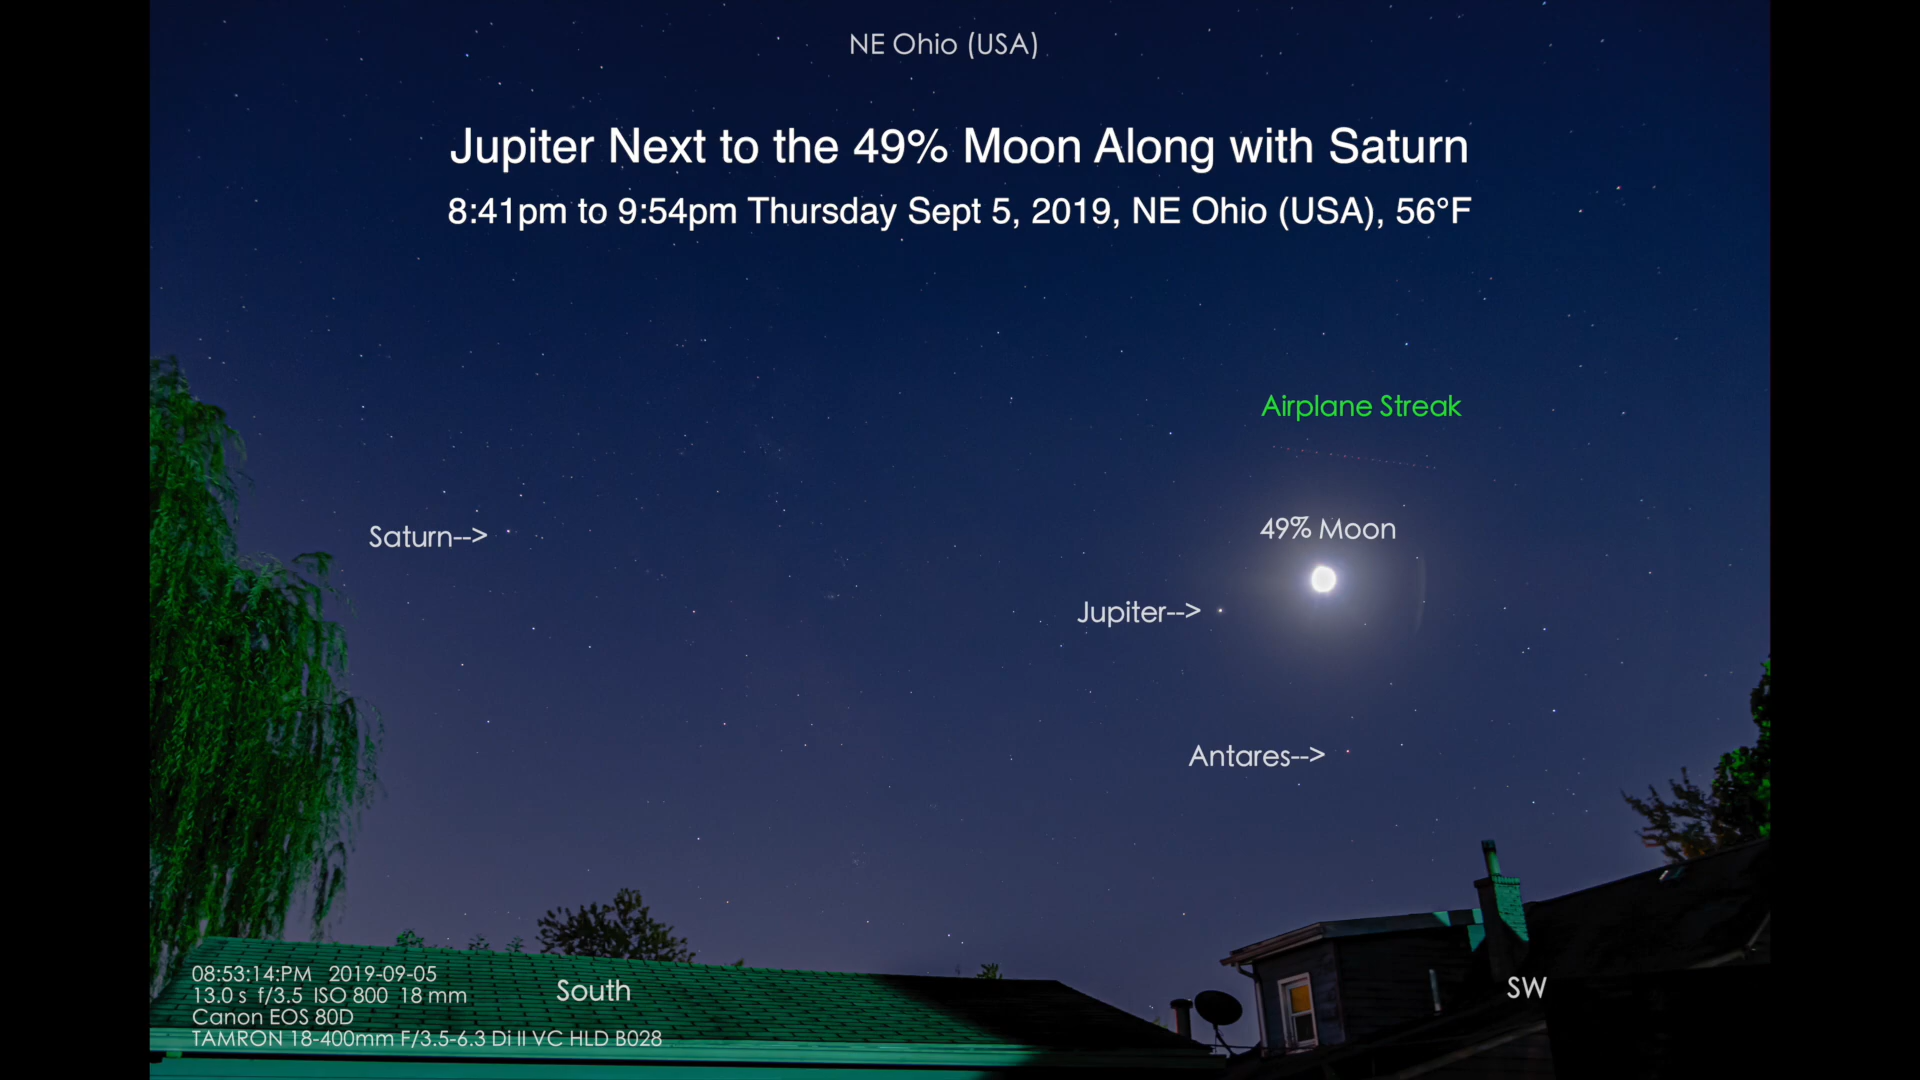 NE Ohio (USA)
Jupiter Next to the 49% Moon Along with Saturn
8:41pm to 9:54pm Thursday Sept 5, 2019, NE Ohio (USA), 56°F
Airplane Streak
49% Moon
Saturn-->
Jupiter-->
Antares-->
08:53:14:PM 2019-09-05
13.0 s f/3.5 ISO 800 18 mm
Canon EOS 80D
TAMRON 18-400mm F/3.5-6.3 Di II VC HLD B028
South
SW